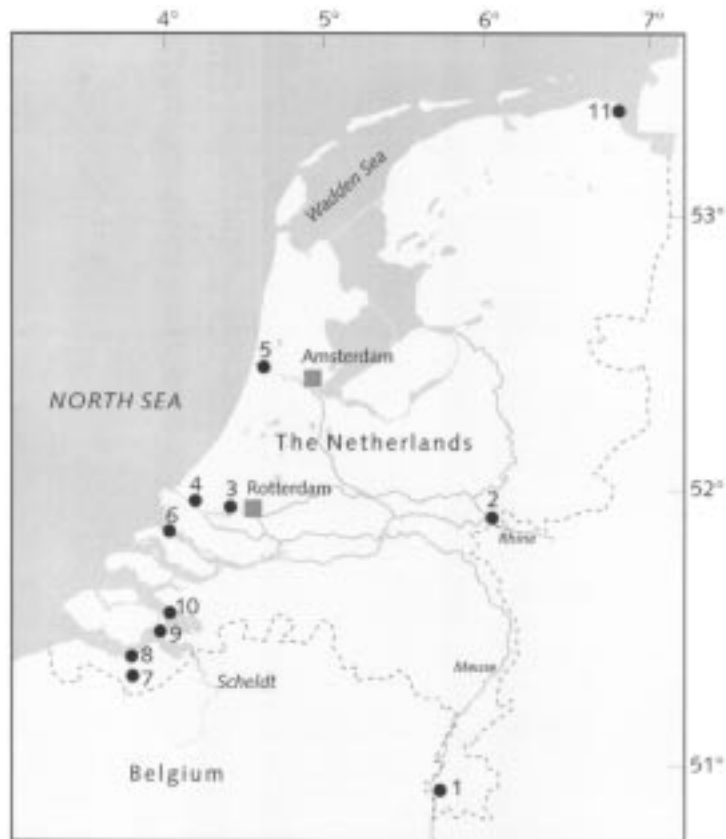 4° 5° 6° 7°
11
Wadden Sea
53°
5
Amsterdam
NORTH SEA
The Netherlands
4 3 Rotterdam
52°
2
6
Rhine
10
9
8
7
Scheldt
Meuse
Belgium
51°
1